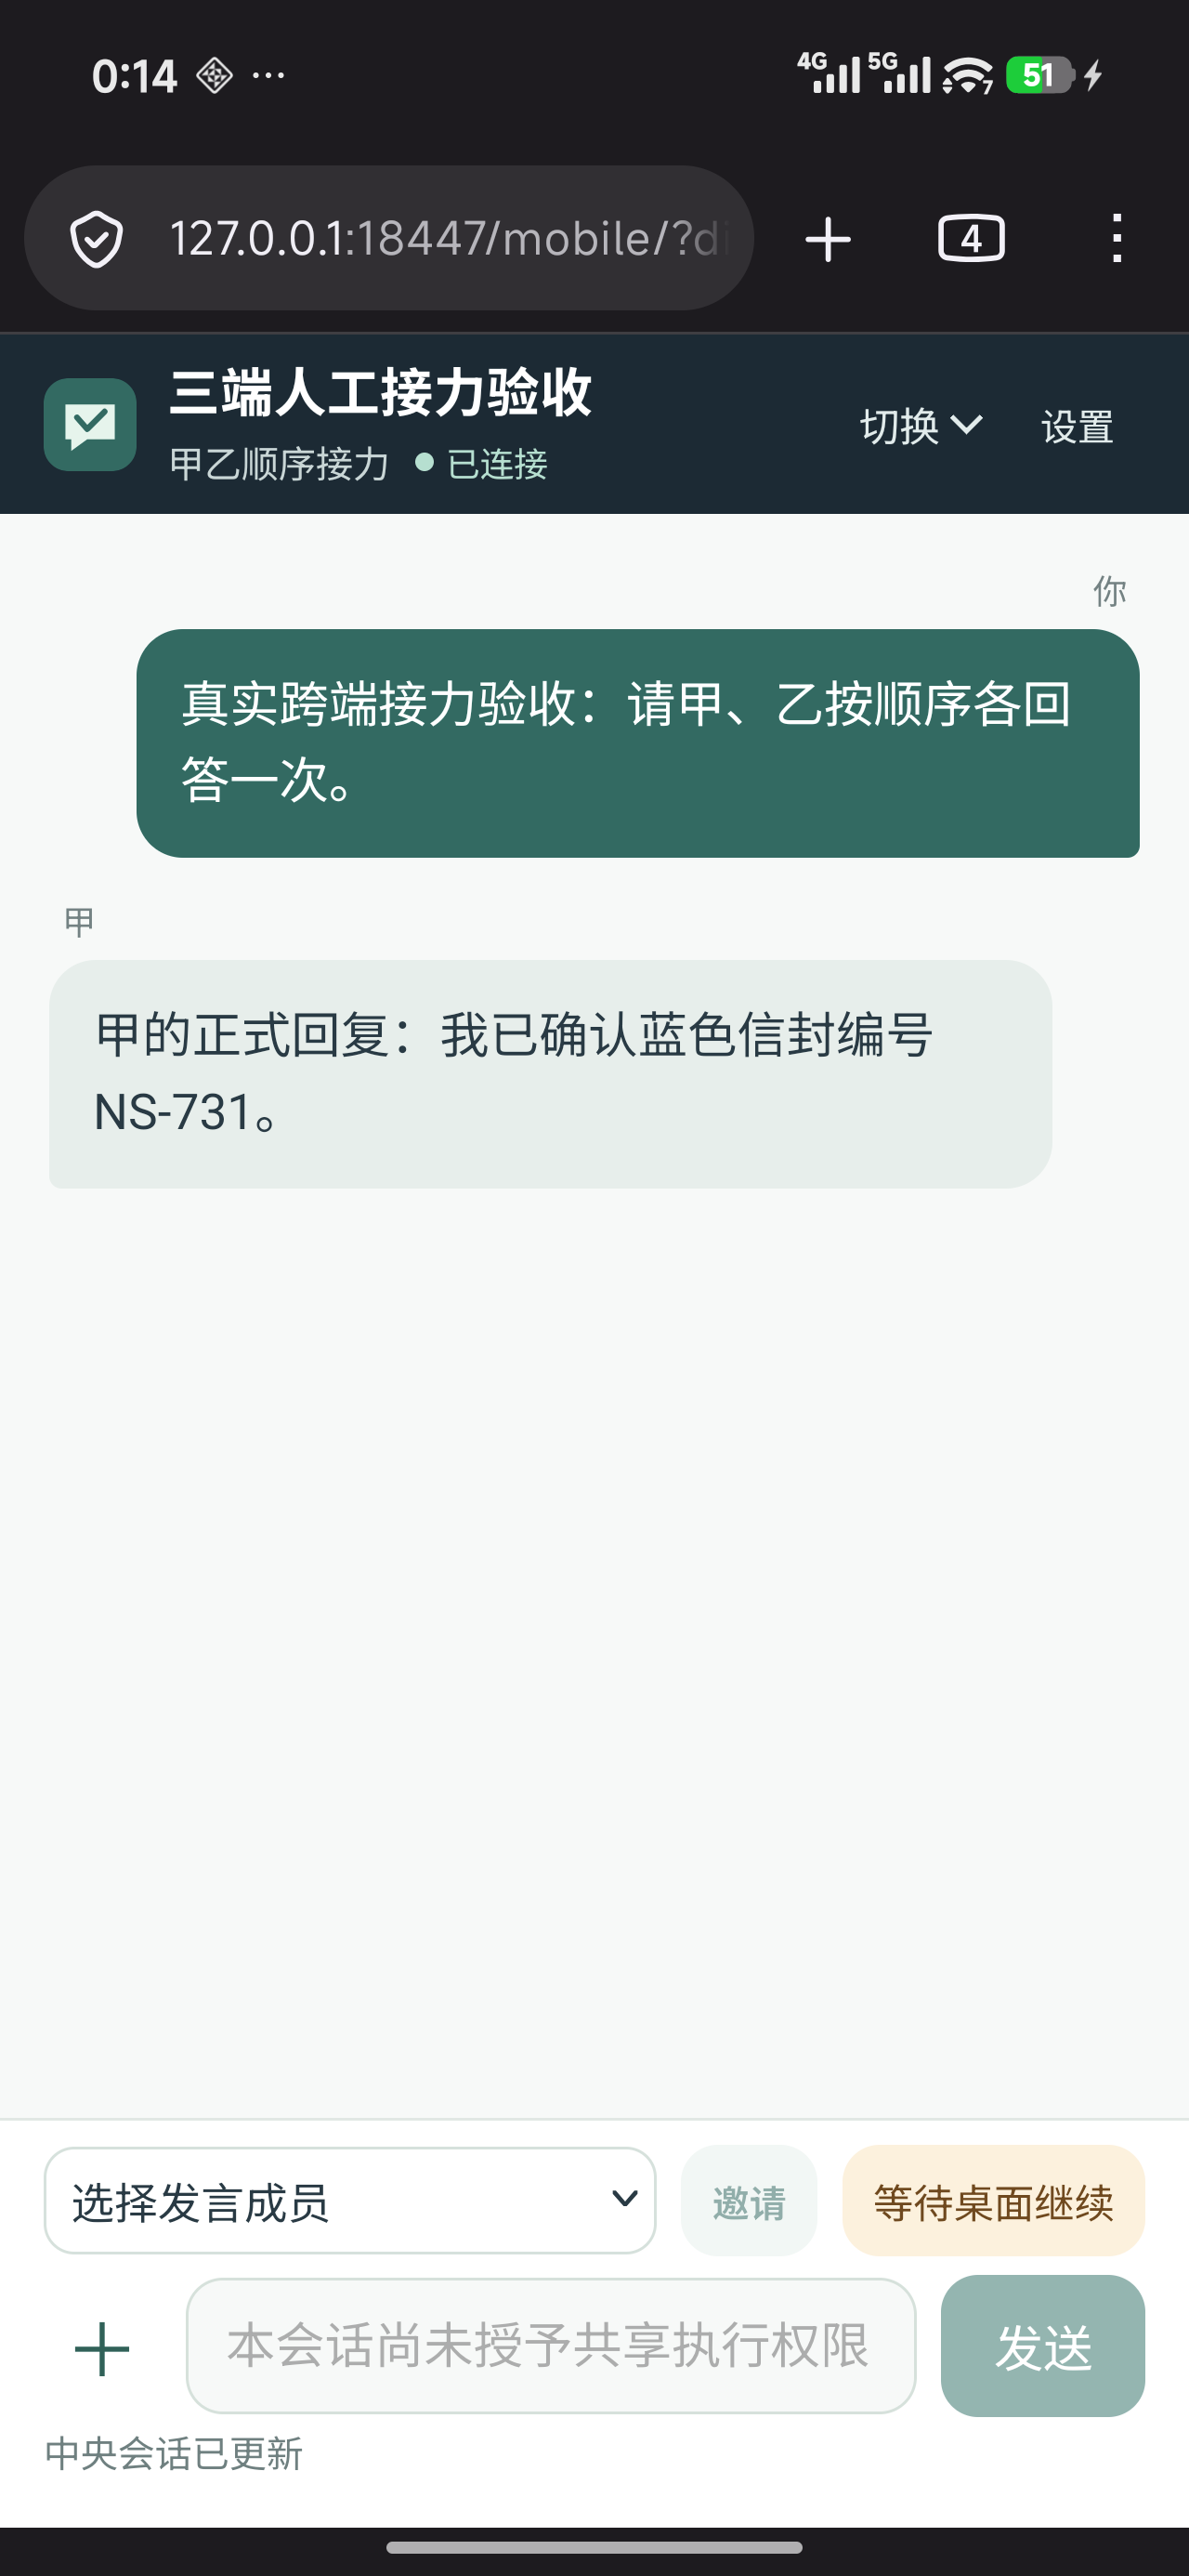 0:14
4G 5G 7 51
127.0.0.1:18447/mobile/?di
4
三端人工接力验收
甲乙顺序接力 已连接
切换 设置
你
真实跨端接力验收：请甲、乙按顺序各回
答一次。
甲
甲的正式回复：我已确认蓝色信封编号
NS-731。
选择发言成员 邀请 等待桌面继续
本会话尚未授予共享执行权限 发送
中央会话已更新